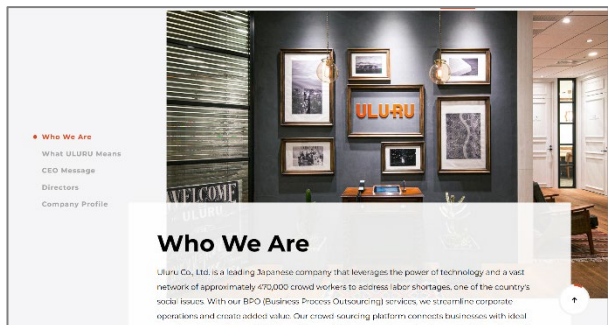 Who We Are
What ULURU Means
CEO Message
Directors
Company Profile
ULURU
WELCOME
ULURU
Who We Are
Uluru Co., Ltd. is a leading Japanese company that leverages the power of technology and a vast
network of approximately 470,000 crowd workers to address labor shortages, one of the country's
social issues. With our BPO (Business Process Outsourcing) services, we streamline corporate
operations and create added value. Our crowd-sourcing platform connects businesses with ideal